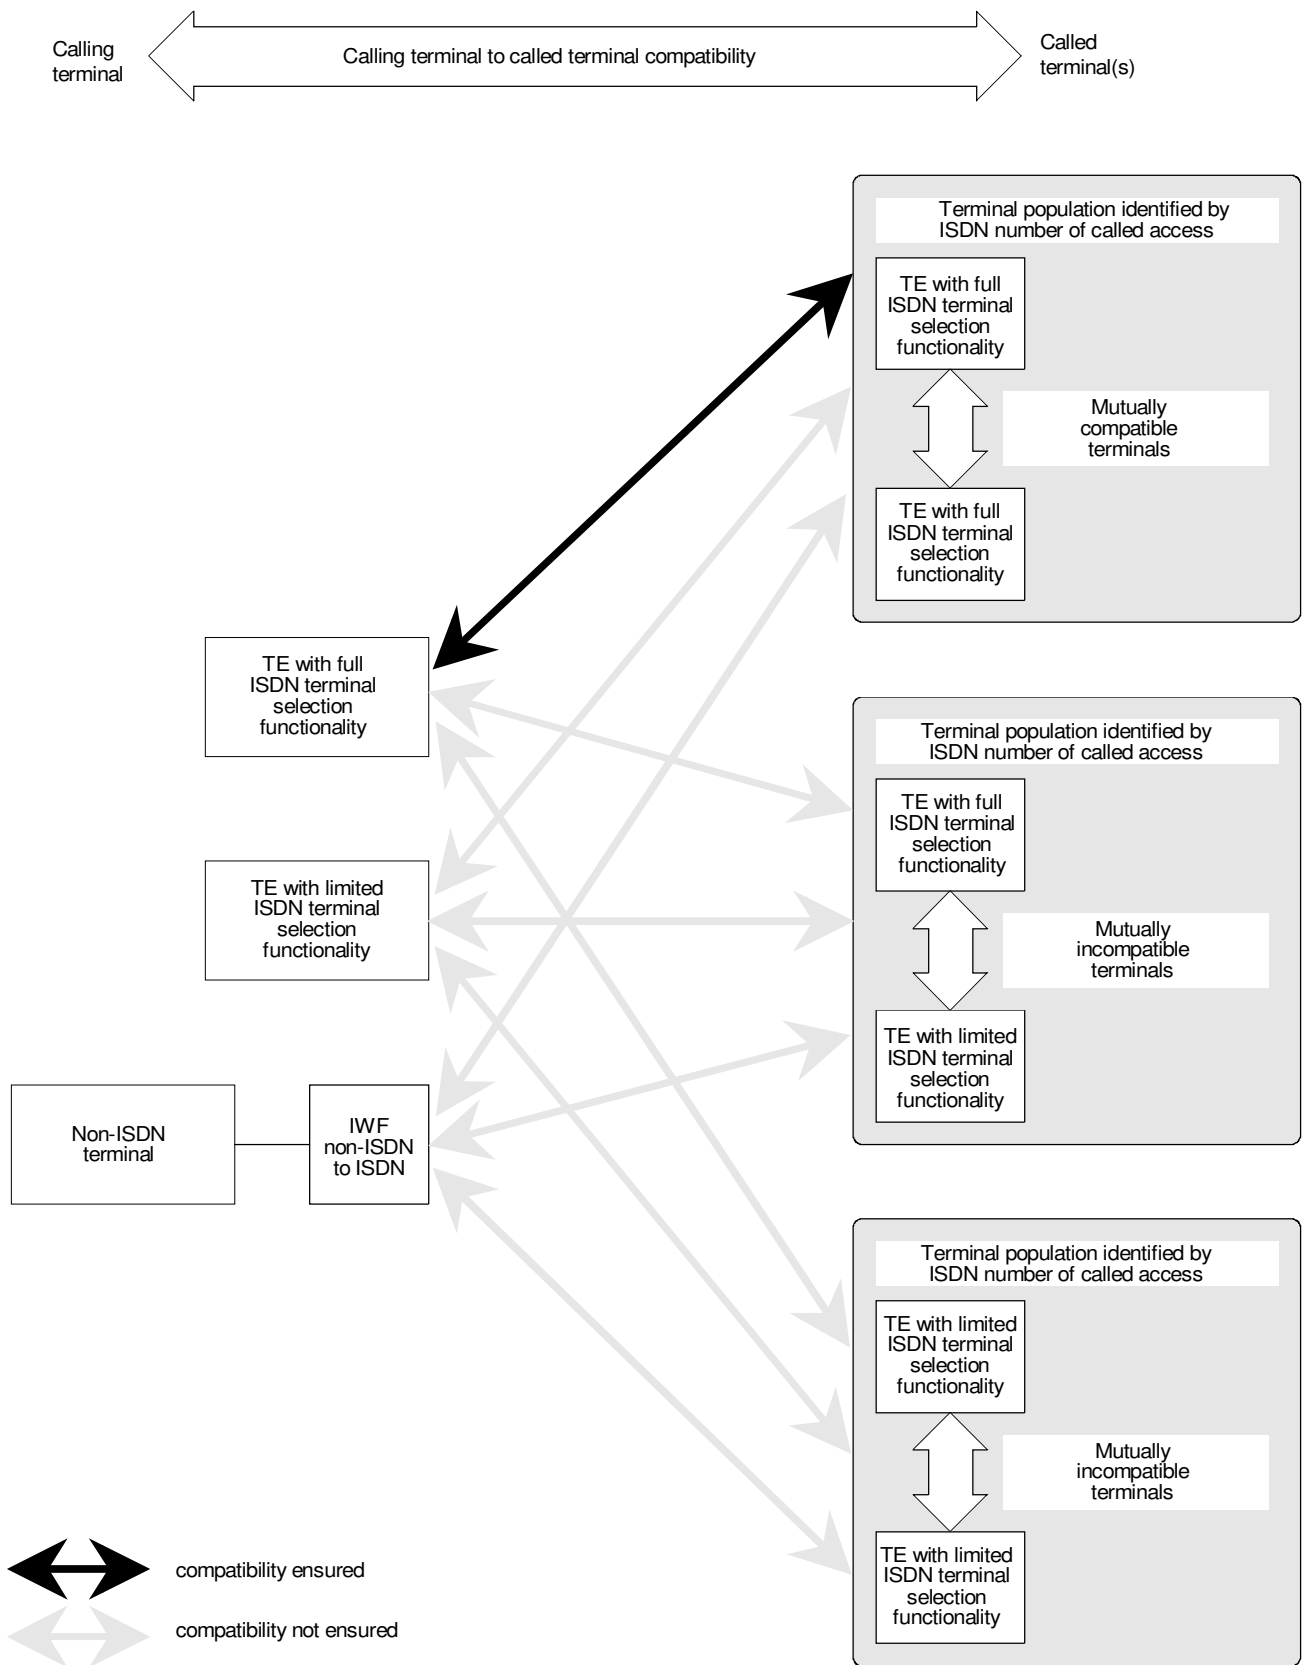 Calling
terminal
Calling terminal to called terminal compatibility
Called
terminal(s)
Terminal population identified by
ISDN number of called access
TE with full
ISDN terminal
selection
functionality
Mutually
compatible
terminals
TE with full
ISDN terminal
selection
functionality
TE with full
ISDN terminal
selection
functionality
Terminal population identified by
ISDN number of called access
TE with full
ISDN terminal
selection
functionality
TE with limited
ISDN terminal
selection
functionality
Mutually
incompatible
terminals
TE with limited
ISDN terminal
selection
functionality
Non-ISDN
terminal
IWF
non-ISDN
to ISDN
Terminal population identified by
ISDN number of called access
TE with limited
ISDN terminal
selection
functionality
Mutually
incompatible
terminals
TE with limited
ISDN terminal
selection
functionality
compatibility ensured
compatibility not ensured